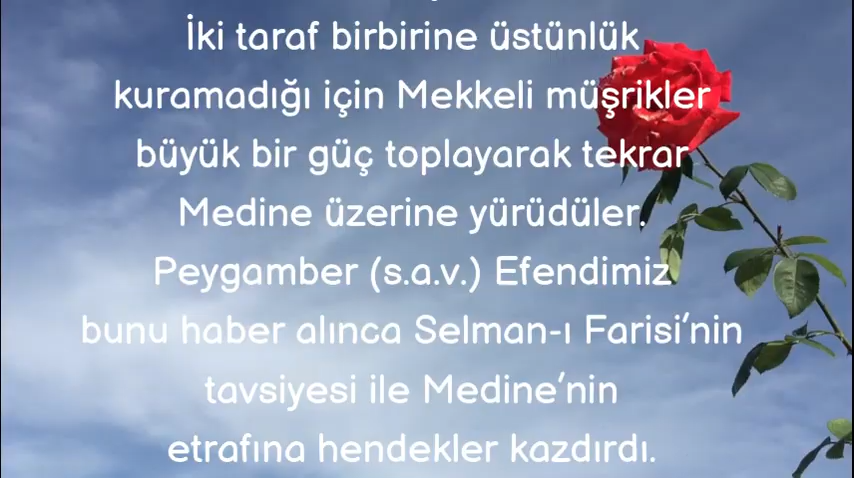 İki taraf birbirine üstünlük
kuramadığı için Mekkeli müşrikler
büyük bir güç toplayarak tekrar
Medine üzerine yürüdüler.
Peygamber (s.a.v.) Efendimiz
bunu haber alınca Selman-ı Farisi'nin
tavsiyesi ile Medine'nin
etrafına hendekler kazdırdı.